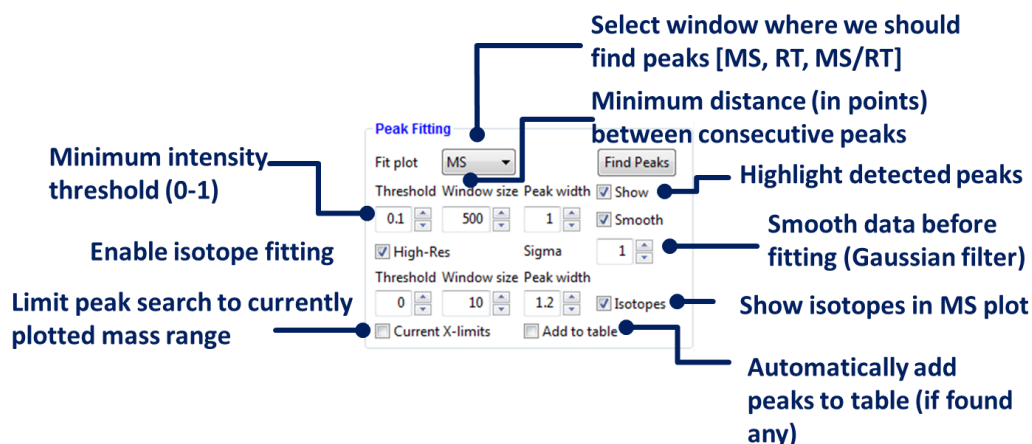 Select window where we should
find peaks [MS, RT, MS/RT]
Minimum distance (in points)
between consecutive peaks
Minimum intensity
threshold (0-1)
Enable isotope fitting
Limit peak search to currently
plotted mass range
Peak Fitting
Fit plot MS Find Peaks
Threshold Window size Peak width Show
0.1 500 1 Smooth
High-Res Sigma 1
Threshold Window size Peak width
0 10 1.2 Isotopes
Current X-limits Add to table
Highlight detected peaks
Smooth data before
fitting (Gaussian filter)
Show isotopes in MS plot
Automatically add
peaks to table (if found
any)